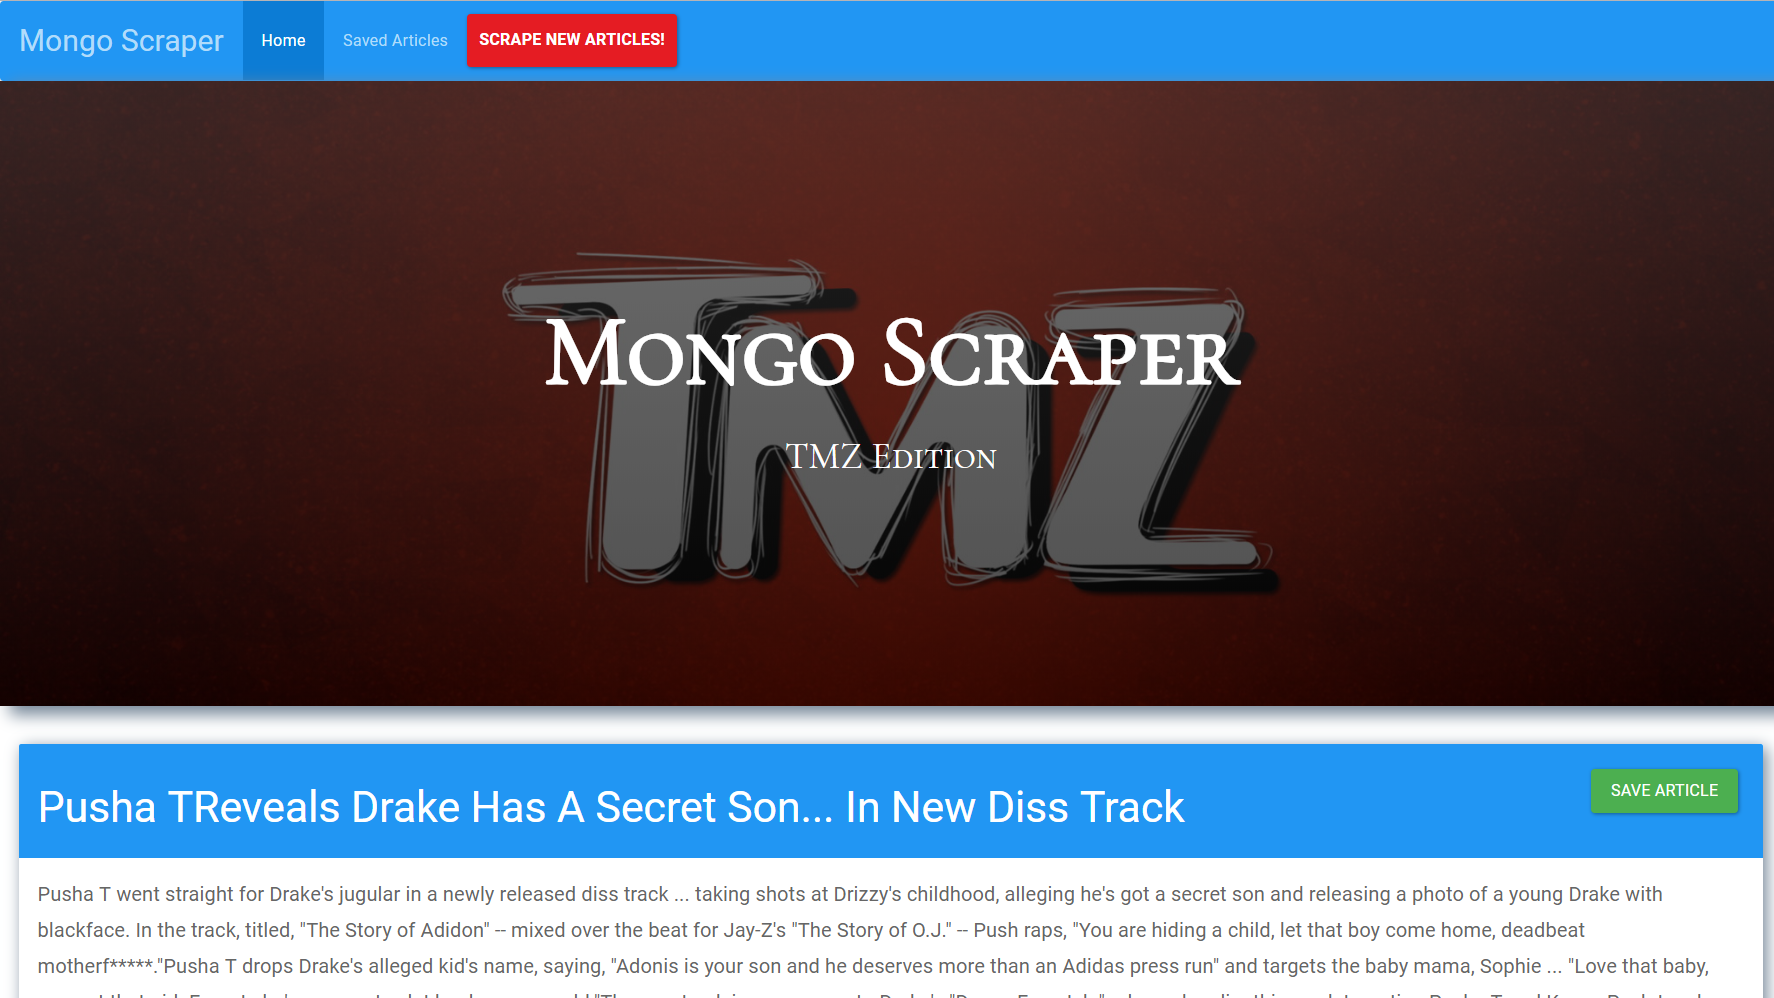 Mongo Scraper
Home
Saved Articles
SCRAPE NEW ARTICLES!
TMZ
Mongo Scraper
TMZ Edition
Pusha TReveals Drake Has A Secret Son... In New Diss Track
SAVE ARTICLE
Pusha T went straight for Drake's jugular in a newly released diss track ... taking shots at Drizzy's childhood, alleging he's got a secret son and releasing a photo of a young Drake with
blackface. In the track, titled, "The Story of Adidon" -- mixed over the beat for Jay-Z's "The Story of O.J." -- Push raps, "You are hiding a child, let that boy come home, deadbeat
motherf*****."Pusha T drops Drake's alleged kid's name, saying, "Adonis is your son and he deserves more than an Adidas press run" and targets the baby mama, Sophie ... "Love that baby,